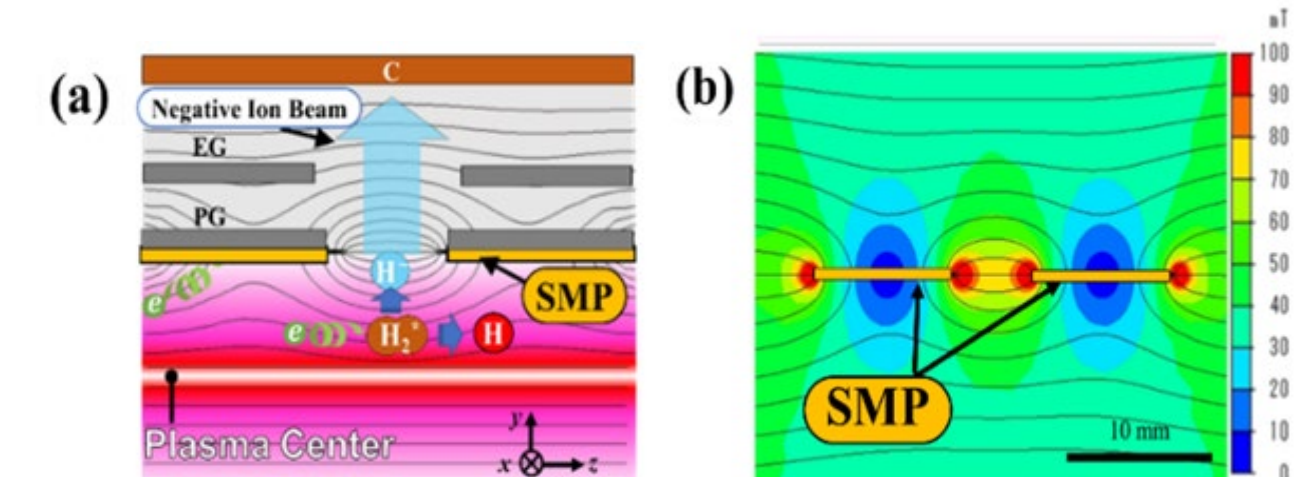 (a)
C
Negative Ion Beam
EG
PG
H⁻
SMP
e
e
H₂*
H
Plasma Center
y
x
z
(b)
SMP
10 mm
mT
100
90
80
70
60
50
40
30
20
10
0